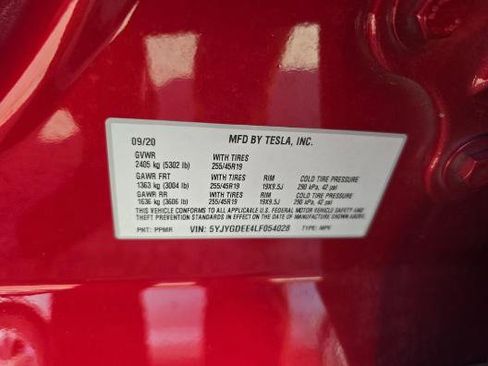 09/20 MFD BY TESLA, INC.
GVWR WITH TIRES
2405 kg (5302 lb) 255/45R19
GAWR FRT WITH TIRES RIM COLD TIRE PRESSURE
1363 kg (3004 lb) 255/45R19 19X9.5J 290 kPa, 42 psi
GAWR RR WITH TIRES RIM COLD TIRE PRESSURE
1636 kg (3606 lb) 255/45R19 19X9.5J 290 kPa, 42 psi
THIS VEHICLE CONFORMS TO ALL APPLICABLE U.S. FEDERAL MOTOR VEHICLE SAFETY AND
THEFT PREVENTION STANDARDS IN EFFECT ON THE DATE OF MANUFACTURE SHOWN ABOVE.
PNT: PPMR VIN: 5YJYGDEE4LF054028 TYPE: MPV